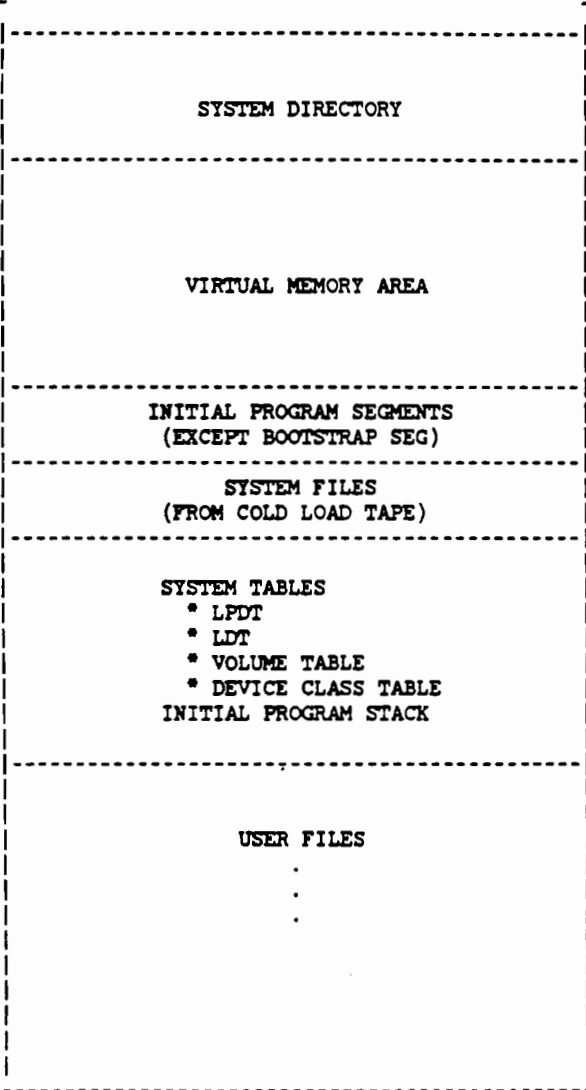 SYSTEM DIRECTORY
VIRTUAL MEMORY AREA
INITIAL PROGRAM SEGMENTS
(EXCEPT BOOTSTRAP SEG)
SYSTEM FILES
(FROM COLD LOAD TAPE)
SYSTEM TABLES
* LPDT
* LDT
* VOLUME TABLE
* DEVICE CLASS TABLE
INITIAL PROGRAM STACK
USER FILES
.
.
.